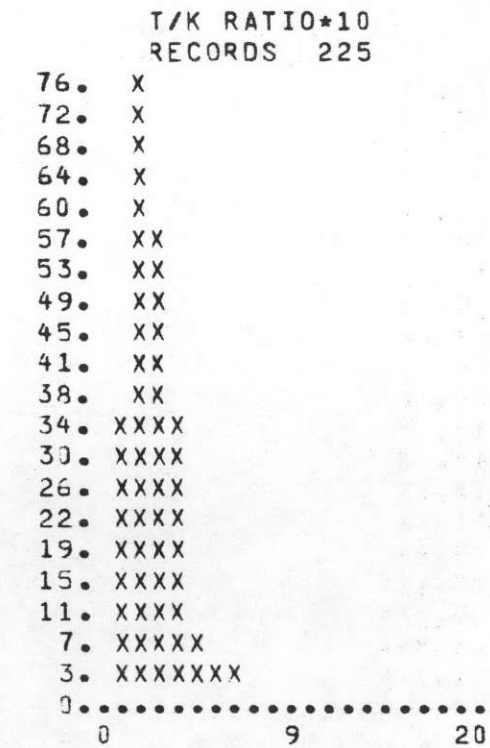 T/K RATIO*10
RECORDS 225
76. X
72. X
68. X
64. X
60. X
57. XX
53. XX
49. XX
45. XX
41. XX
38. XX
34. XXXX
30. XXXX
26. XXXX
22. XXXX
19. XXXX
15. XXXX
11. XXXX
7. XXXXX
3. XXXXXXX
0.....................
0 9 20